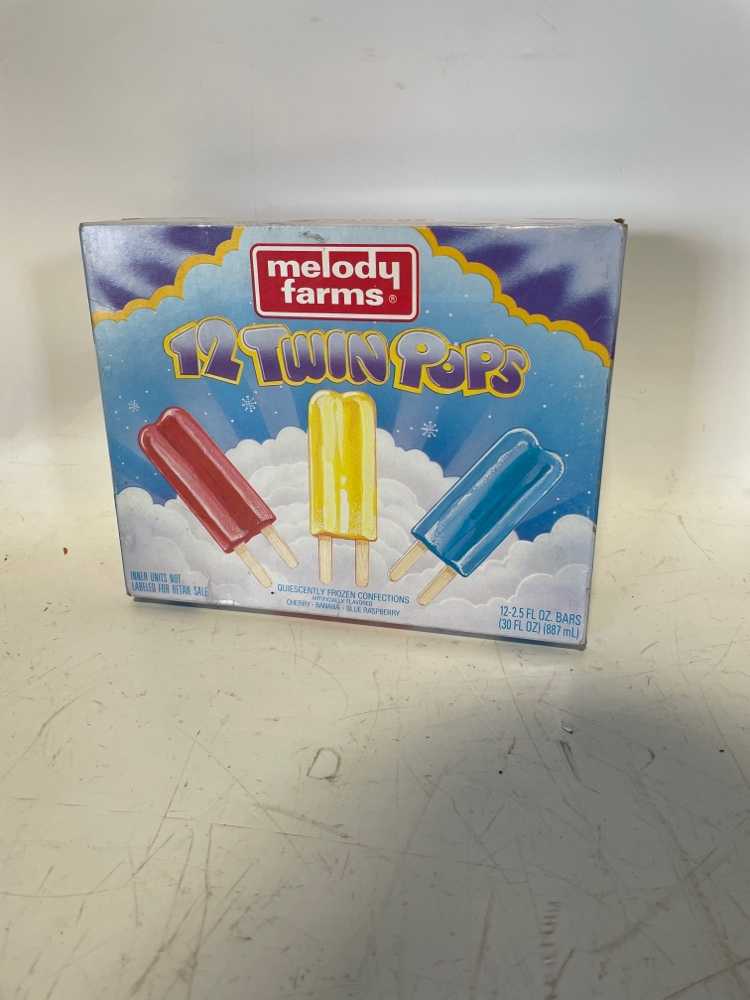 melody
farms®
12 TWIN POPS
INNER UNITS NOT
LABELED FOR RETAIL SALE
QUIESCENTLY FROZEN CONFECTIONS
ARTIFICIALLY FLAVORED
CHERRY - BANANA - BLUE RASPBERRY
12-2.5 FL OZ. BARS
(30 FL OZ) (887 mL)